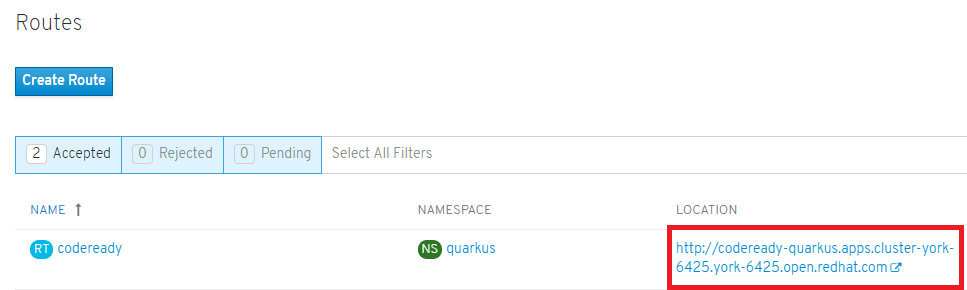 Routes
Create Route
2 Accepted 0 Rejected 0 Pending Select All Filters
NAME ↑ NAMESPACE LOCATION
RT codeready NS quarkus http://codeready-quarkus.apps.cluster-york-
6425.york-6425.open.redhat.com